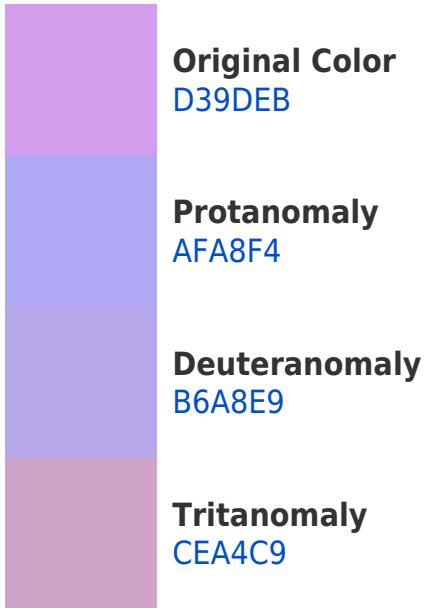 Original Color
D39DEB
Protanomaly
AFA8F4
Deuteranomaly
B6A8E9
Tritanomaly
CEA4C9